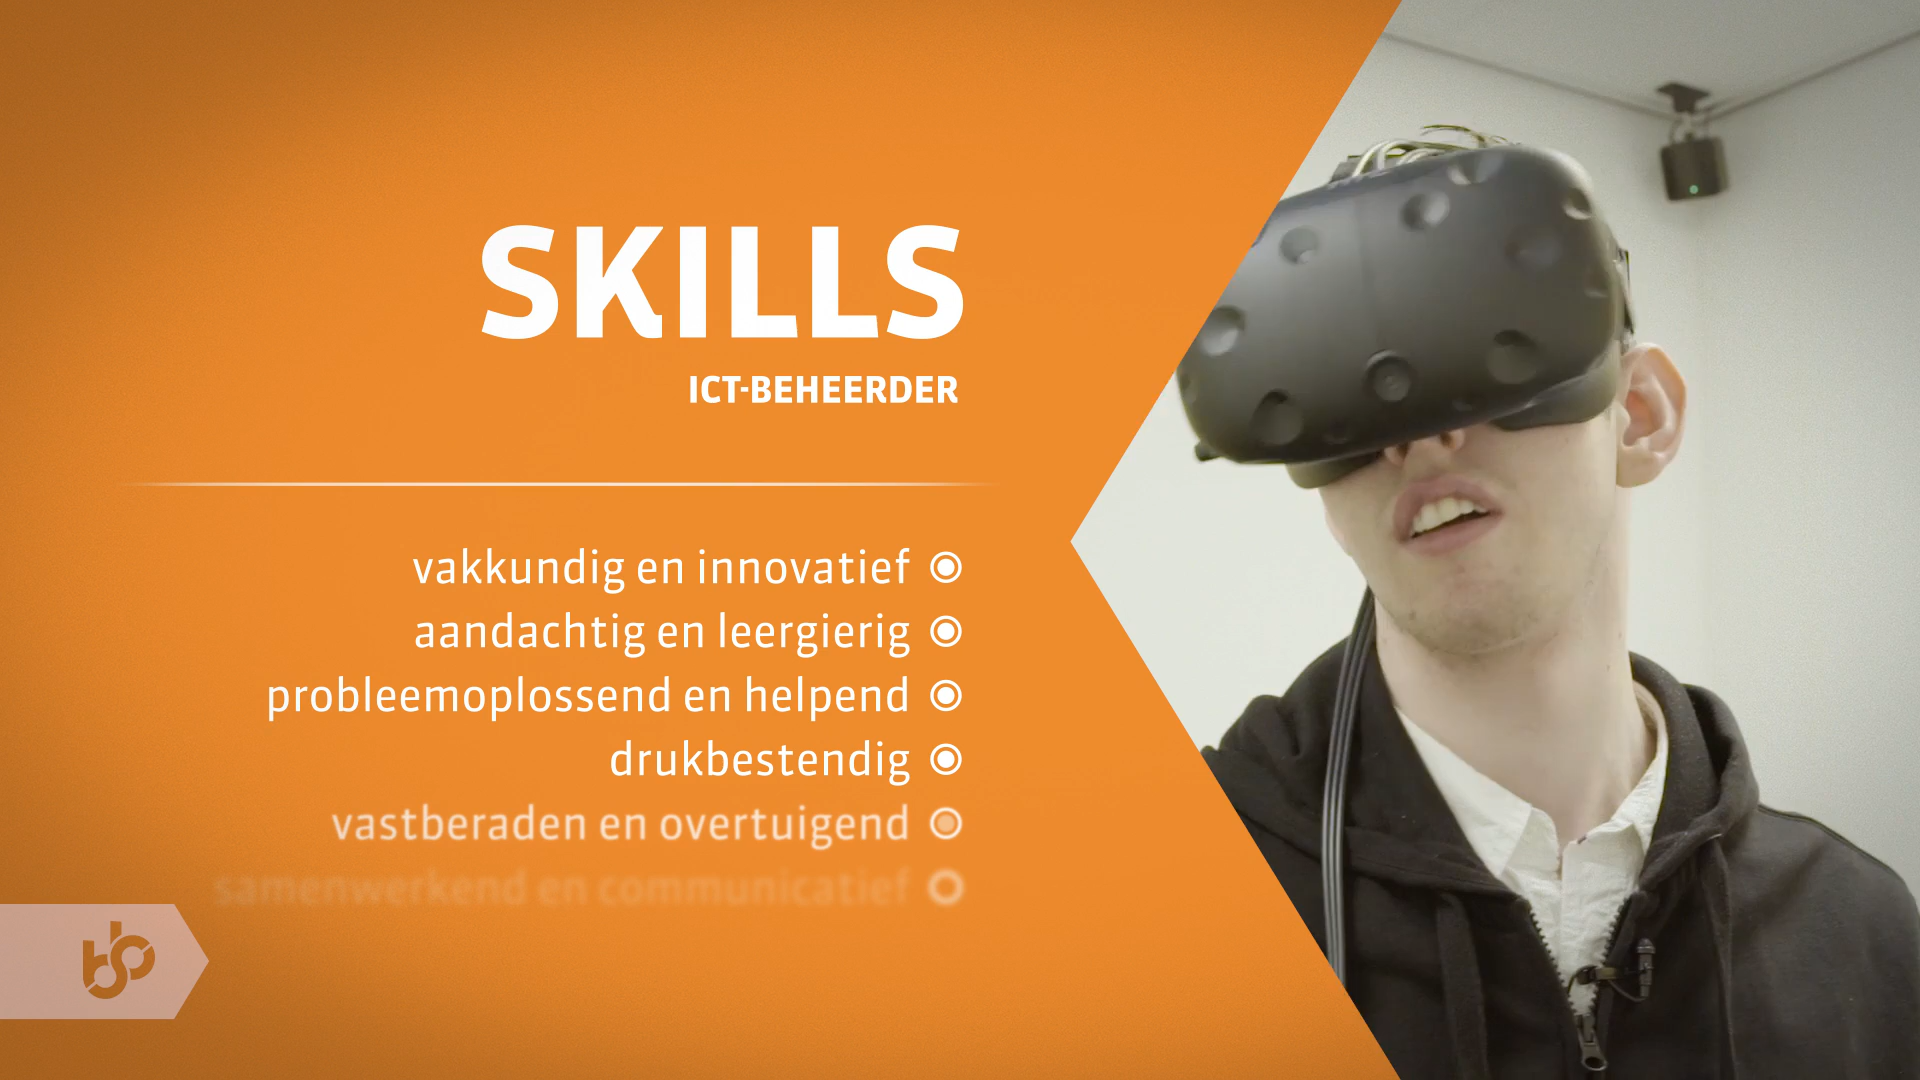 SKILLS
ICT-BEHEERDER
vakkundig en innovatief
aandachtig en leergierig
probleemoplossend en helpend
drukbestendig
vastberaden en overtuigend
samenwerkend en communicatief